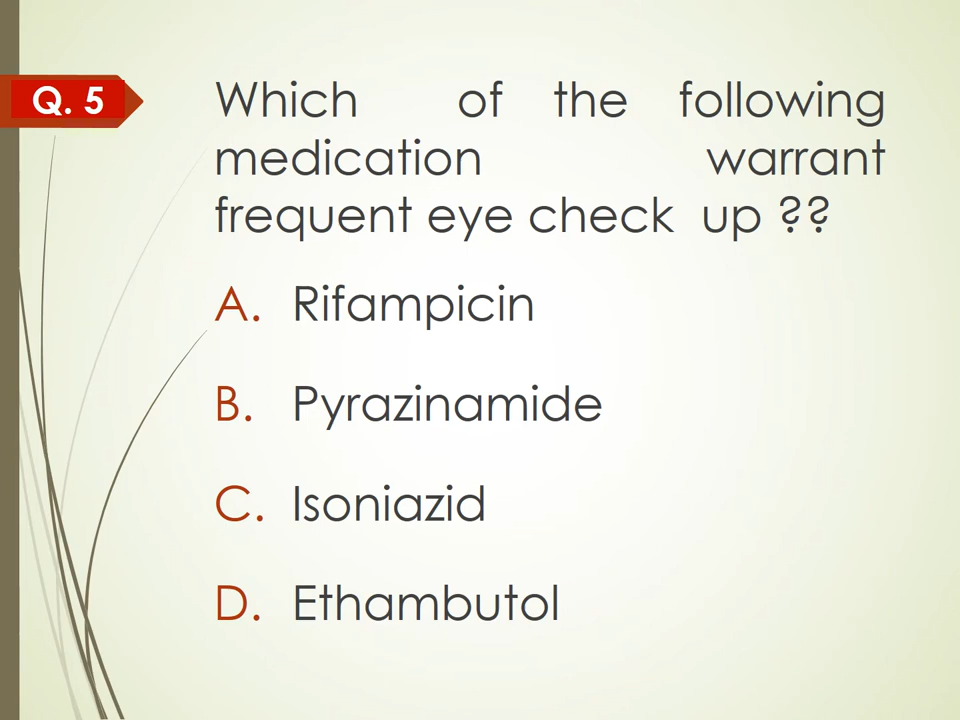 Q. 5
Which of the following
medication warrant
frequent eye check up ??
A. Rifampicin
B. Pyrazinamide
C. Isoniazid
D. Ethambutol